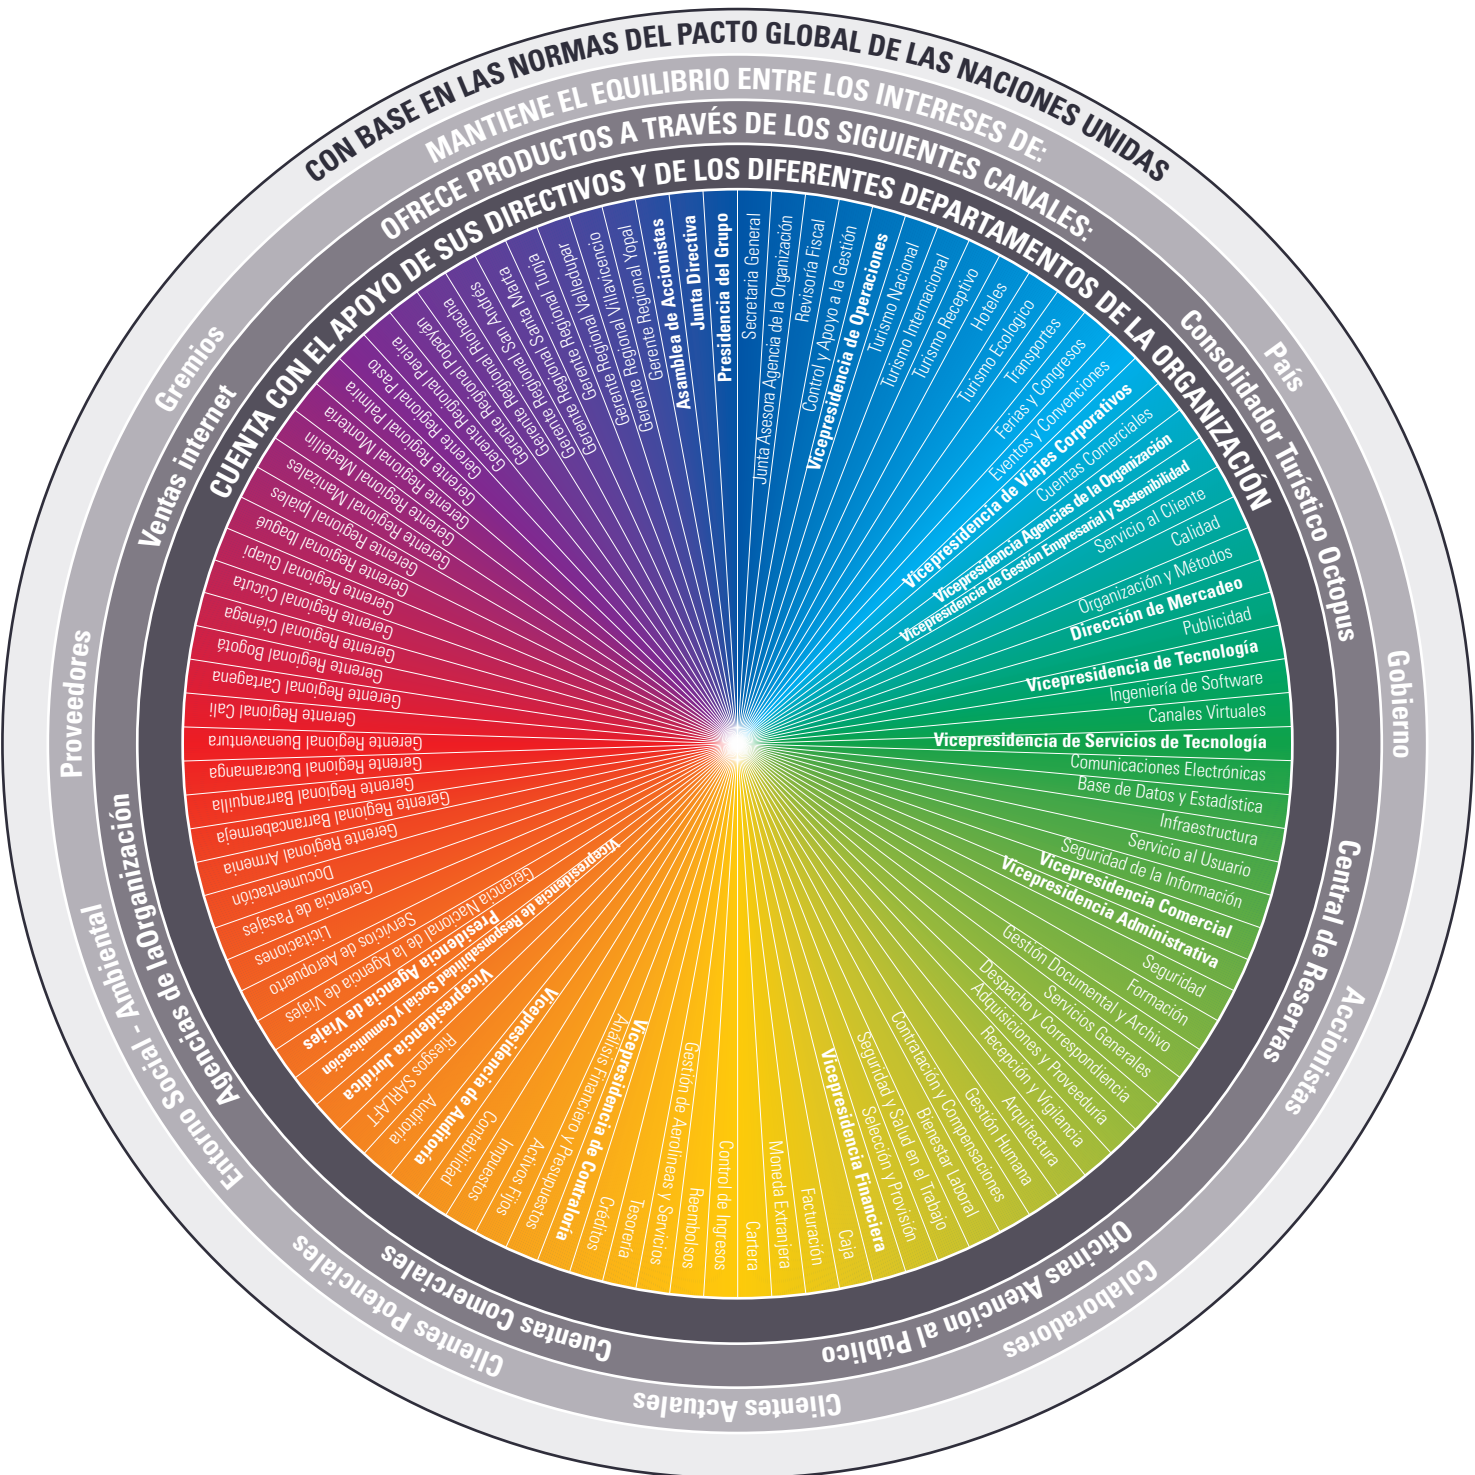 CON BASE EN LAS NORMAS DEL PACTO GLOBAL DE LAS NACIONES UNIDAS
MANTIENE EL EQUILIBRIO ENTRE LOS INTERESES DE:
País
Gobierno
Accionistas
Colaboradores
Clientes Actuales
Clientes Potenciales
Entorno Social - Ambiental
Proveedores
Gremios
OFRECE PRODUCTOS A TRAVÉS DE LOS SIGUIENTES CANALES:
Consolidador Turístico Octopus
Central de Reservas
Oficinas Atención al Público
Cuentas Comerciales
Agencias de laOrganización
Ventas internet
CUENTA CON EL APOYO DE SUS DIRECTIVOS Y DE LOS DIFERENTES DEPARTAMENTOS DE LA ORGANIZACIÓN
Asamblea de Accionistas
Junta Directiva
Presidencia del Grupo
Secretaria General
Junta Asesora Agencia de la Organización
Revisoría Fiscal
Control y Apoyo a la Gestión
Vicepresidencia de Operaciones
Turismo Nacional
Turismo Internacional
Turismo Receptivo
Hoteles
Turismo Ecologico
Transportes
Ferias y Congresos
Eventos y Convenciones
Vicepresidencia de Viajes Corporativos
Cuentas Comerciales
Vicepresidencia Agencias de la Organización
Vicepresidencia de Gestión Empresarial y Sostenibilidad
Servicio al Cliente
Calidad
Organización y Métodos
Dirección de Mercadeo
Publicidad
Vicepresidencia de Tecnología
Ingeniería de Software
Canales Virtuales
Vicepresidencia de Servicios de Tecnología
Comunicaciones Electrónicas
Base de Datos y Estadística
Infraestructura
Servicio al Usuario
Seguridad de la Información
Vicepresidencia Comercial
Vicepresidencia Administrativa
Seguridad
Formación
Gestión Documental y Archivo
Servicios Generales
Despacho y Correspondiencia
Adquisiciones y Proveeduría
Recepción y Vigilancia
Arquitectura
Gestión Humana
Contratación y Compensaciones
Bienestar Laboral
Seguridad y Salud en el Trabajo
Selección y Provisión
Vicepresidencia Financiera
Caja
Facturación
Moneda Extranjera
Cartera
Control de Ingresos
Reembolsos
Gestión de Aerolíneas y Servicios
Tesorería
Créditos
Vicepresidencia de Contraloría
Análisis Financiero y Presupuestos
Activos Fijos
Impuestos
Contabilidad
Vicepresidencia de Auditoría
Auditoria
Riesgos SARLAFT
Vicepresidencia Jurídica
Vicepresidencia de Responsabilidad Social y Comunicación
Presidencia Agencia de Viajes
Gerencia Nacional de la Agencia de Viajes
Servicios de Aeropuerto
Licitaciones
Gerencia de Pasajes
Documentación
Gerente Regional Armenia
Gerente Regional Barrancabermeja
Gerente Regional Barranquilla
Gerente Regional Bucaramanga
Gerente Regional Buenaventura
Gerente Regional Cali
Gerente Regional Cartagena
Gerente Regional Bogotá
Gerente Regional Ciénega
Gerente Regional Cúcuta
Gerente Regional Guapi
Gerente Regional Ibagué
Gerente Regional Ipiales
Gerente Regional Manizales
Gerente Regional Medellín
Gerente Regional Montería
Gerente Regional Palmira
Gerente Regional Pasto
Gerente Regional Pereira
Gerente Regional Popayan
Gerente Regional Riohacha
Gerente Regional San Andrés
Gerente Regional Santa Marta
Gerente Regional Tunja
Gerente Regional Valledupar
Gerente Regional Villavicencio
Gerente Regional Yopal